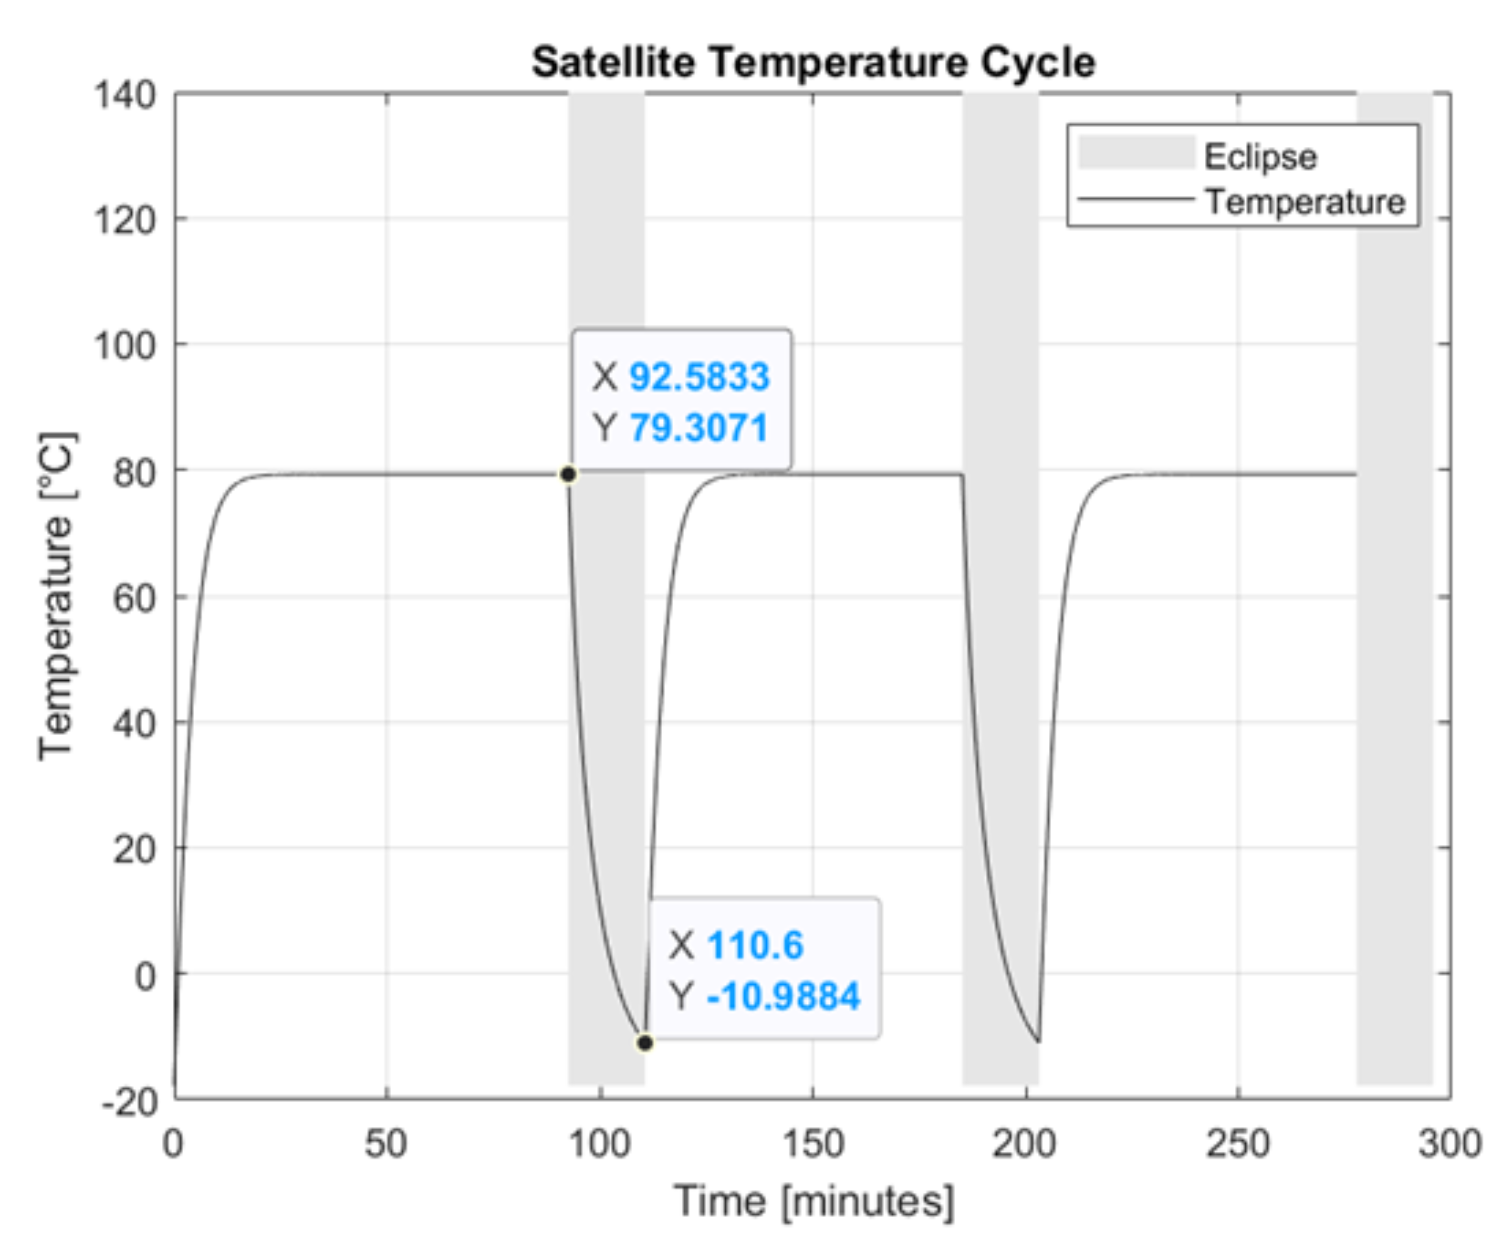 Satellite Temperature Cycle
140
120
100
80
60
40
20
0
-20
Temperature [°C]
Eclipse
Temperature
X 92.5833
Y 79.3071
X 110.6
Y -10.9884
0 50 100 150 200 250 300
Time [minutes]